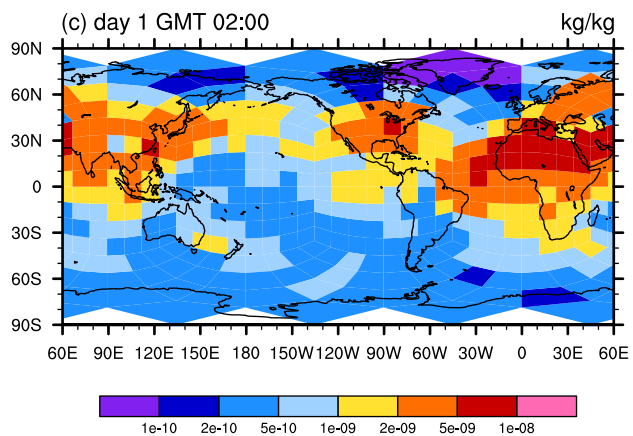 (c) day 1 GMT 02:00 kg/kg
90N
60N
30N
0
30S
60S
90S
60E 90E 120E 150E 180 150W 120W 90W 60W 30W 0 30E 60E
1e-10 2e-10 5e-10 1e-09 2e-09 5e-09 1e-08